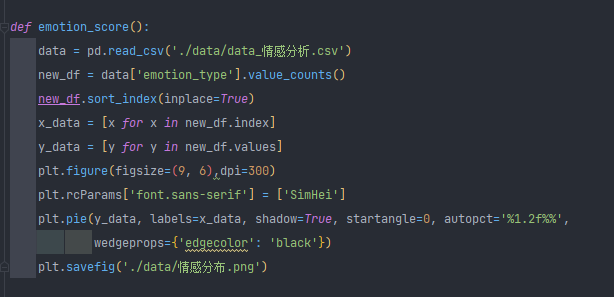 def emotion_score():
    data = pd.read_csv('./data/data_情感分析.csv')
    new_df = data['emotion_type'].value_counts()
    new_df.sort_index(inplace=True)
    x_data = [x for x in new_df.index]
    y_data = [y for y in new_df.values]
    plt.figure(figsize=(9, 6),dpi=300)
    plt.rcParams['font.sans-serif'] = ['SimHei']
    plt.pie(y_data, labels=x_data, shadow=True, startangle=0, autopct='%1.2f%%',
            wedgeprops={'edgecolor': 'black'})
    plt.savefig('./data/情感分布.png')